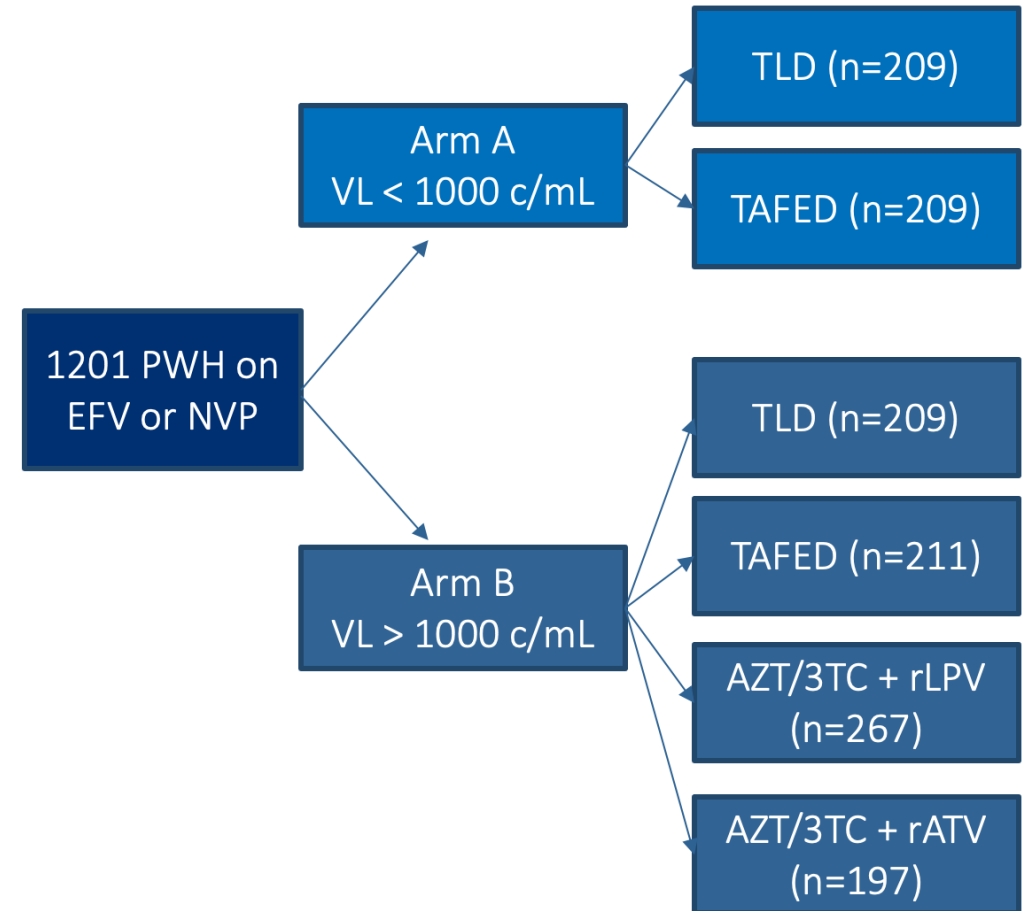 1201 PWH on
EFV or NVP
Arm A
VL < 1000 c/mL
TLD (n=209)
TAFED (n=209)
Arm B
VL > 1000 c/mL
TLD (n=209)
TAFED (n=211)
AZT/3TC + rLPV
(n=267)
AZT/3TC + rATV
(n=197)